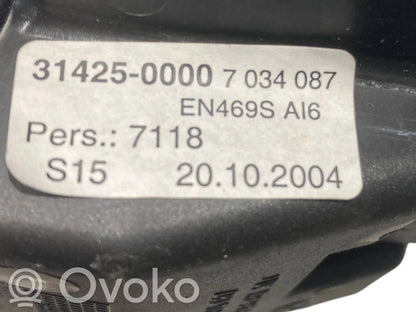 31425-0000 7 034 087
EN469S AI6
Pers.: 7118
S15 20.10.2004
Ovoko